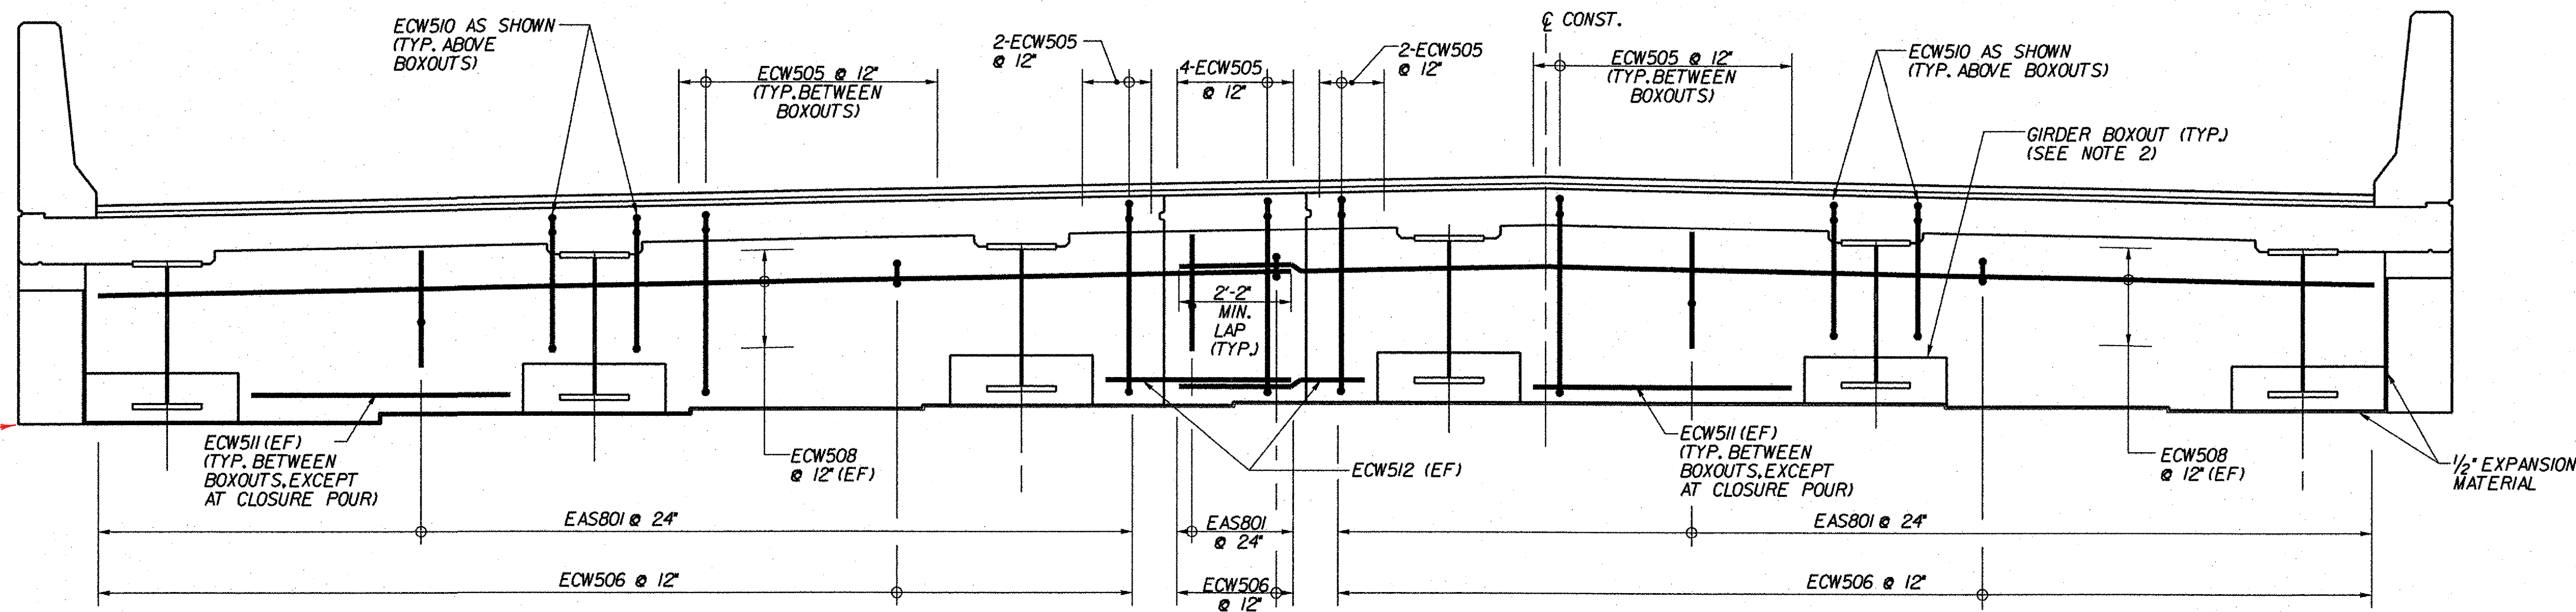 ECW510 AS SHOWN
(TYP. ABOVE
BOXOUTS)
ECW505 @ 12"
(TYP. BETWEEN
BOXOUTS)
2-ECW505
@ 12"
4-ECW505
@ 12"
2-ECW505
@ 12"
℄ CONST.
ECW505 @ 12"
(TYP. BETWEEN
BOXOUTS)
ECW510 AS SHOWN
(TYP. ABOVE BOXOUTS)
GIRDER BOXOUT (TYP.)
(SEE NOTE 2)
2'-2"
MIN.
LAP
(TYP.)
ECW511 (EF)
(TYP. BETWEEN
BOXOUTS, EXCEPT
AT CLOSURE POUR)
ECW508
@ 12" (EF)
ECW512 (EF)
ECW511 (EF)
(TYP. BETWEEN
BOXOUTS, EXCEPT
AT CLOSURE POUR)
ECW508
@ 12" (EF)
1/2" EXPANSION
MATERIAL
EAS801 @ 24"
EAS801
@ 24"
EAS801 @ 24"
ECW506 @ 12"
ECW506
@ 12"
ECW506 @ 12"